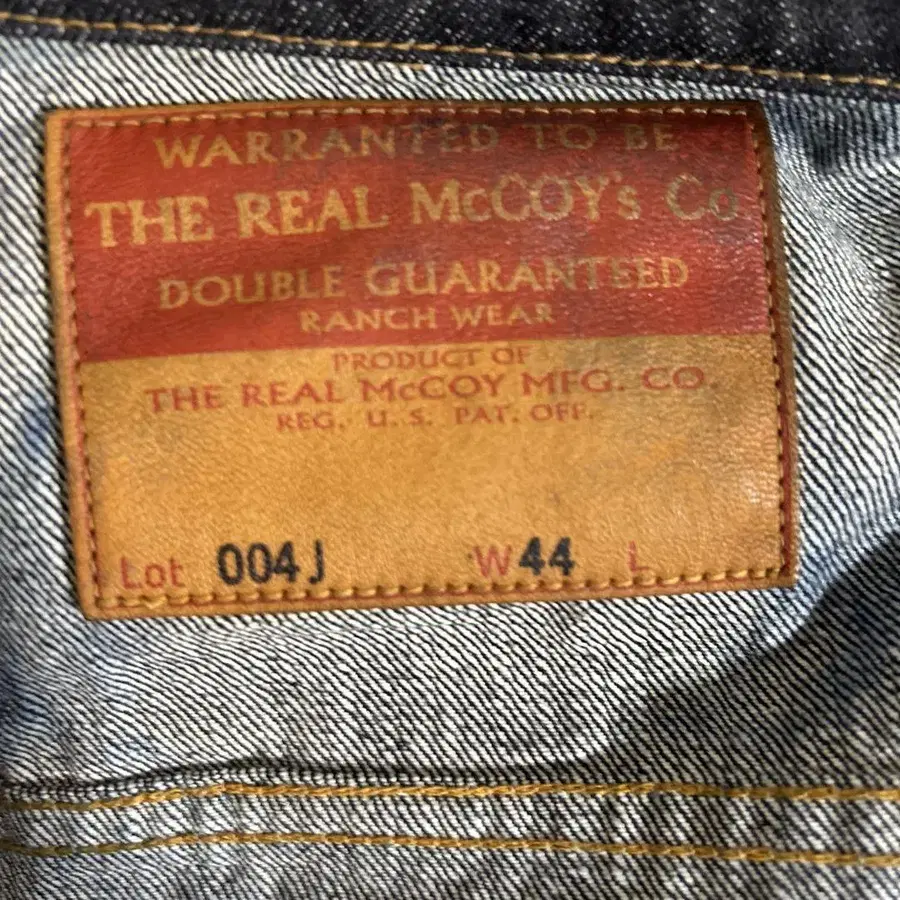 WARRANTED TO BE
THE REAL McCOY's Co
DOUBLE GUARANTEED
RANCH WEAR
PRODUCT OF
THE REAL McCOY MFG. CO.
REG. U. S. PAT. OFF.
Lot 004J W44 L